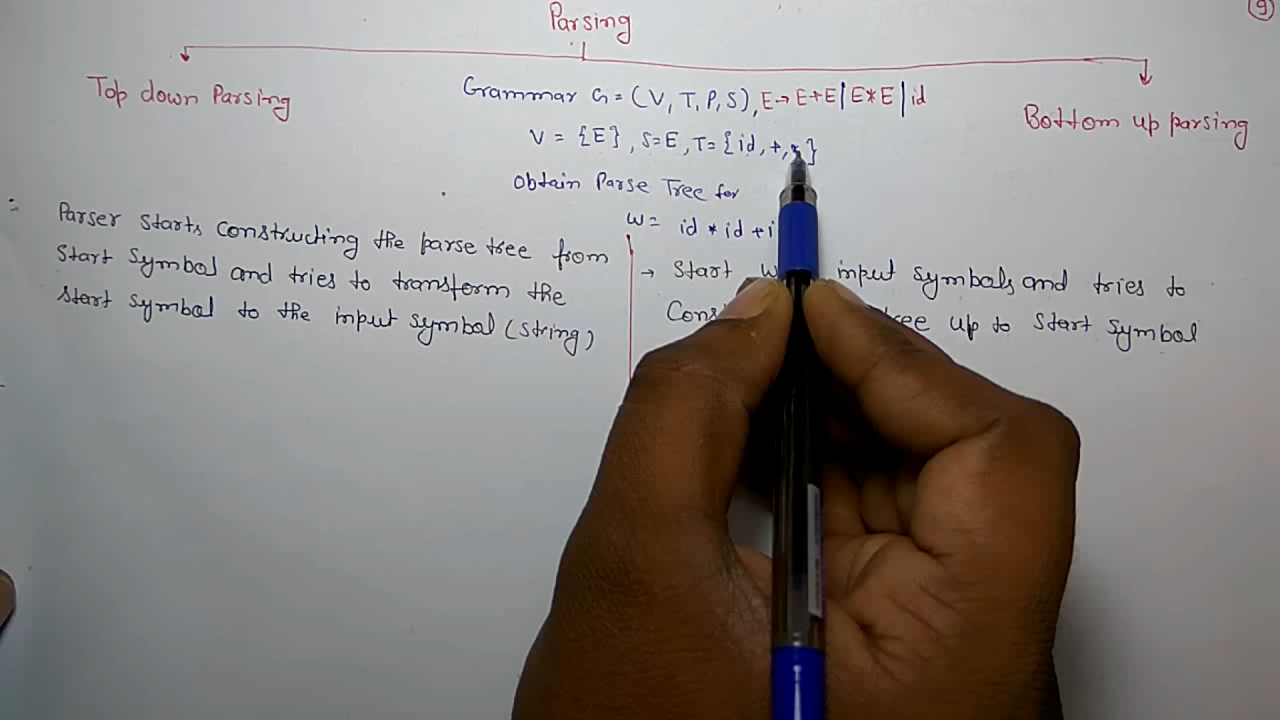 9
Parsing
Top down Parsing
Grammar G = (V, T, P, S), E→ E+E | E*E | id
Bottom up parsing
V = {E}, S=E, T= {id, +, * }
Obtain Parse Tree for
W= id * id + i
Parser starts constructing the parse tree from
start symbol and tries to transform the
start symbol to the input symbol (string)
→ Start input symbols and tries to
up to start symbol